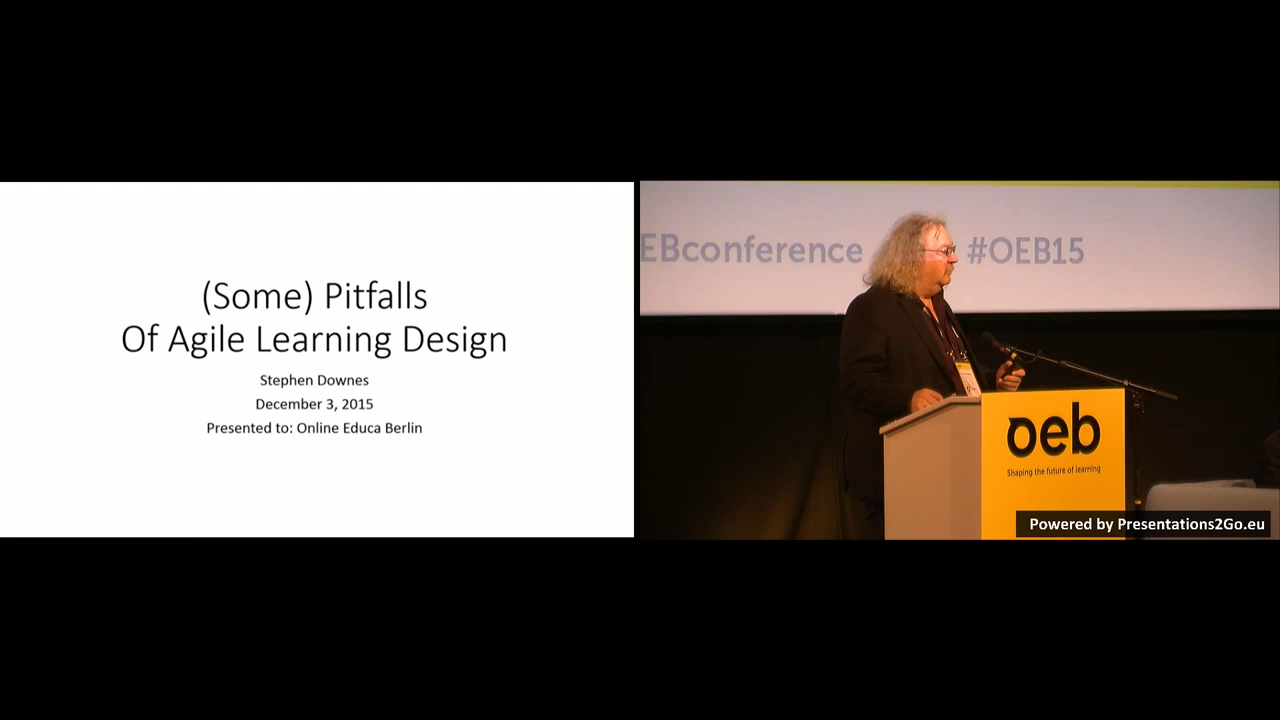 (Some) Pitfalls
Of Agile Learning Design
Stephen Downes
December 3, 2015
Presented to: Online Educa Berlin
EBconference
#OEB15
oeb
Shaping the future of learning
Powered by Presentations2Go.eu